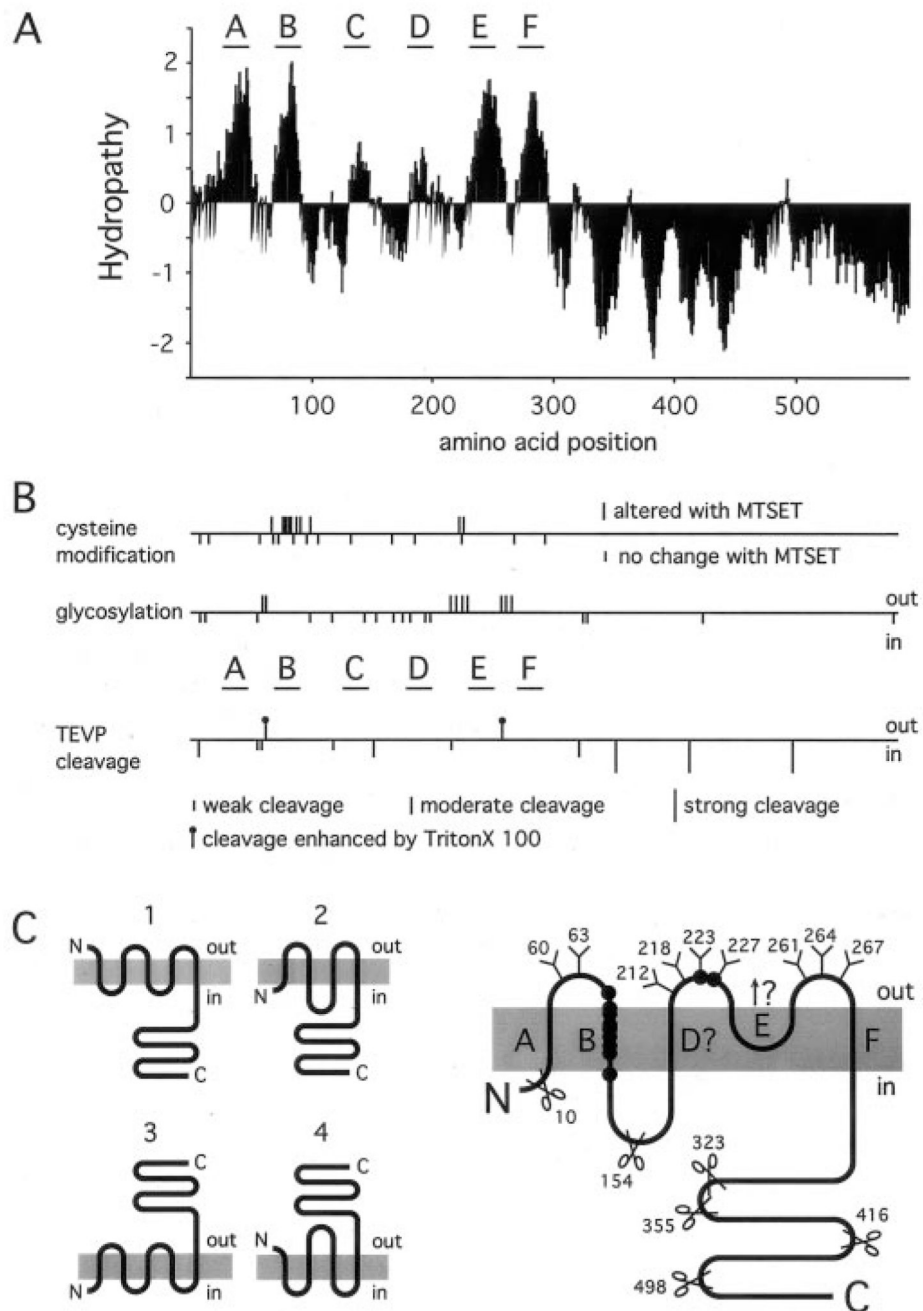 A
A B C D E F
Hydropathy
2
1
0
-1
-2
100 200 300 400 500
amino acid position
B
cysteine modification
altered with MTSET
no change with MTSET
glycosylation
out
in
A B C D E F
TEVP cleavage
out
in
weak cleavage
moderate cleavage
strong cleavage
cleavage enhanced by TritonX 100
C
1
N
out
in
C
2
out
in
N
C
3
C
out
in
N
4
C
N
out
in
60 63 212 218 223 227 261 264 267
?
out
A B D? E F
in
N
10
154
323
355
416
498
C